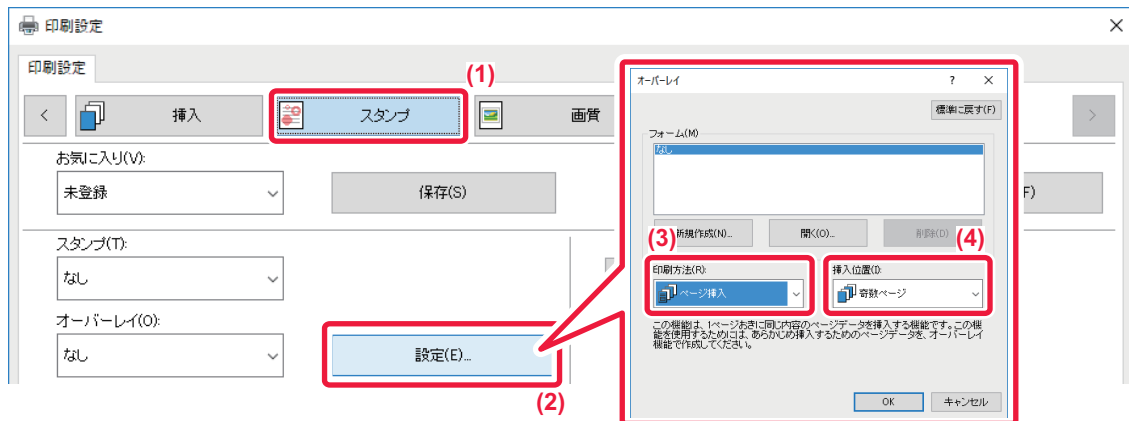 印刷設定
印刷設定
(1)
挿入
スタンプ
画質
お気に入り(V):
未登録
保存(S)
F)
スタンプ(T):
なし
オーバーレイ(O):
なし
設定(E)...
(2)
オーバーレイ
?
標準に戻す(F)
フォーム(M)
なし
新規作成(N)...
開く(O)...
削除(D)
(3)
(4)
印刷方法(R):
挿入位置(I):
ページ挿入
奇数ページ
この機能は、1ページおきに同じ内容のページデータを挿入する機能です。この機
能を使用するためには、あらかじめ挿入するためのページデータを、オーバーレイ
機能で作成してください。
OK
キャンセル